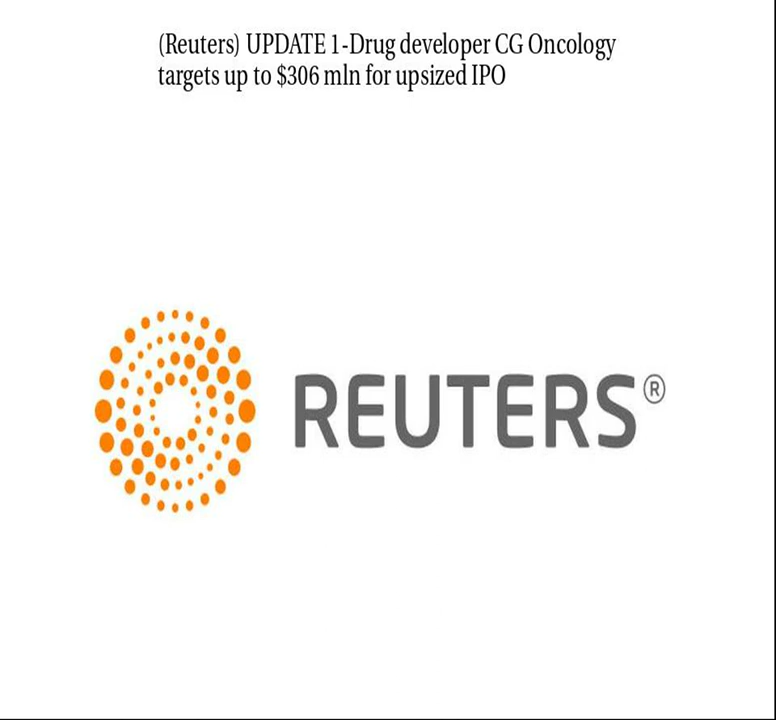 (Reuters) UPDATE 1-Drug developer CG Oncology
targets up to $306 mln for upsized IPO
REUTERS®